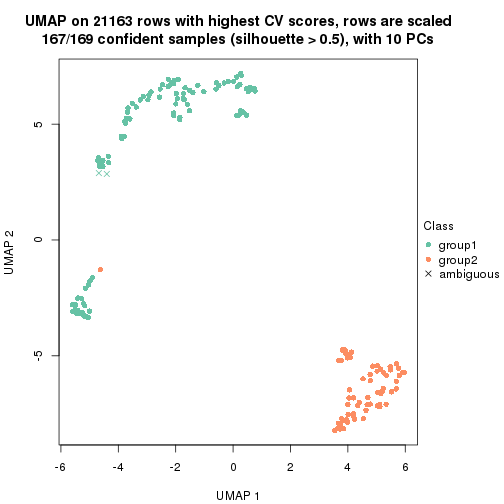 UMAP on 21163 rows with highest CV scores, rows are scaled
167/169 confident samples (silhouette > 0.5), with 10 PCs
UMAP 2
5
0
-5
-6
-4
-2
0
2
4
6
UMAP 1
Class
group1
group2
ambiguous